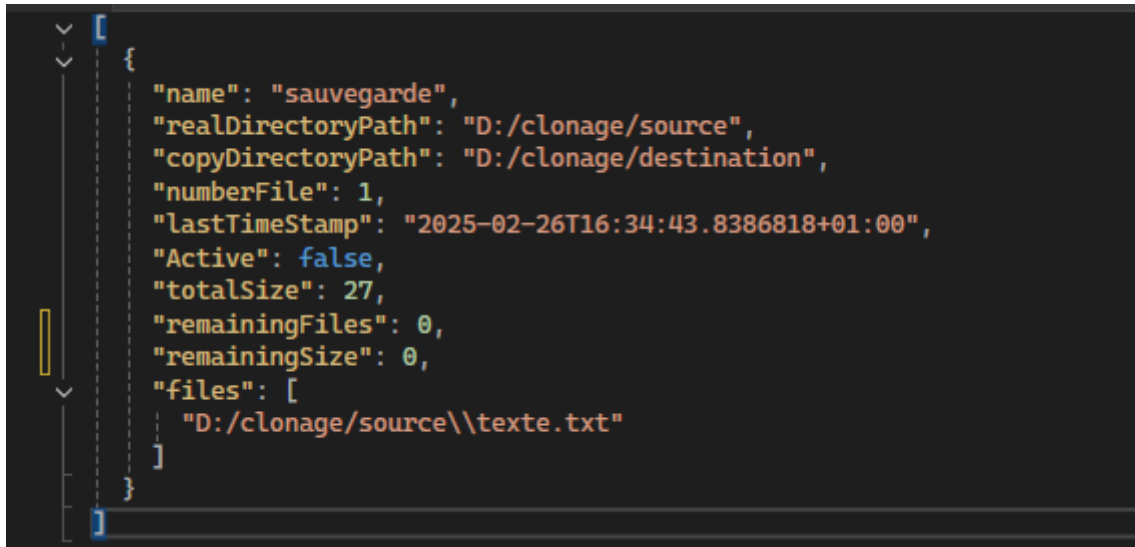 [
{
"name": "sauvegarde",
"realDirectoryPath": "D:/clonage/source",
"copyDirectoryPath": "D:/clonage/destination",
"numberFile": 1,
"lastTimeStamp": "2025-02-26T16:34:43.8386818+01:00",
"Active": false,
"totalSize": 27,
"remainingFiles": 0,
"remainingSize": 0,
"files": [
"D:/clonage/source\\texte.txt"
]
}
]